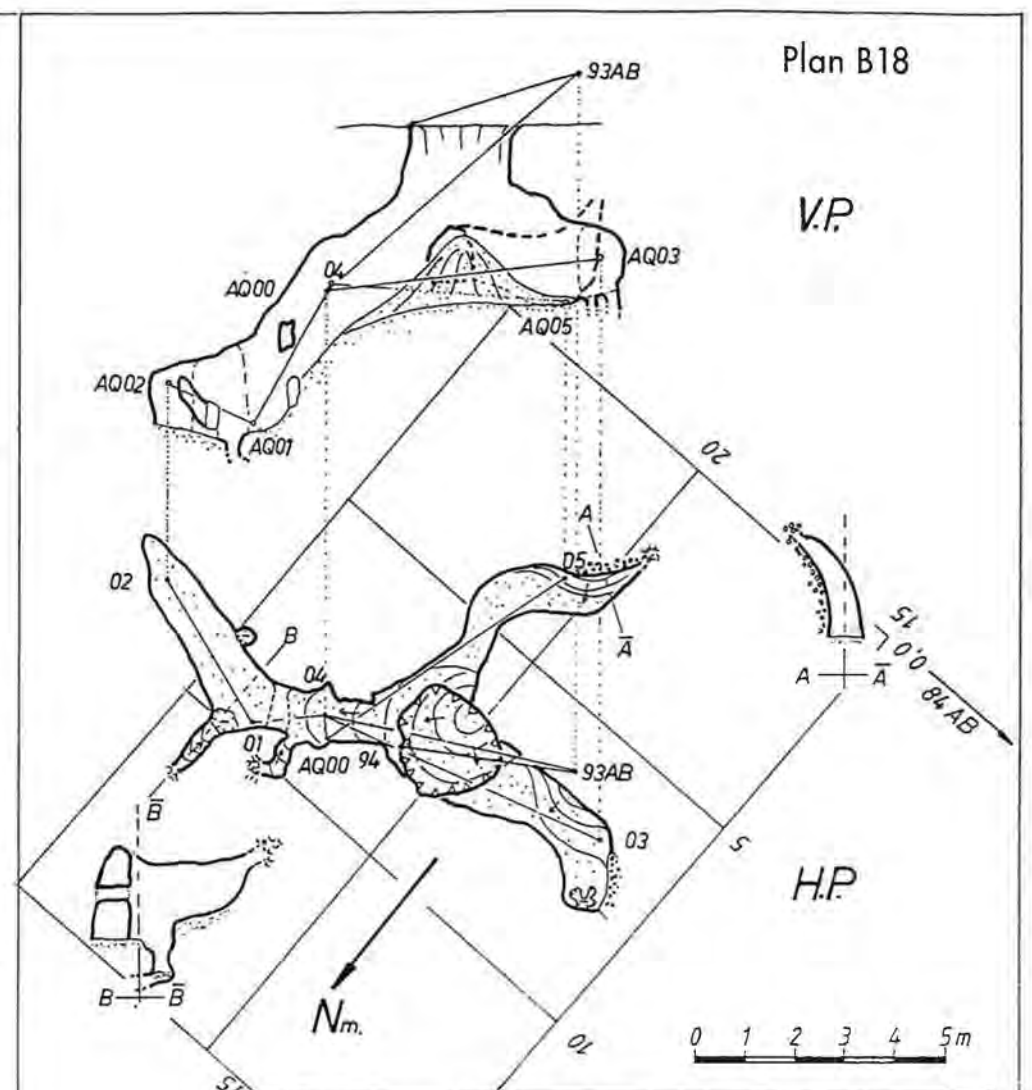 Plan B18
93AB
V.P.
AQ00
04
AQ03
AQ05
AQ02
AQ01
20
A
05
02
B
Ā
04
15
0,0
A Ā
84 AB
01
AQ00
94
93AB
B̄
03
5
H.P.
B B̄
Nm.
10
0 1 2 3 4 5m